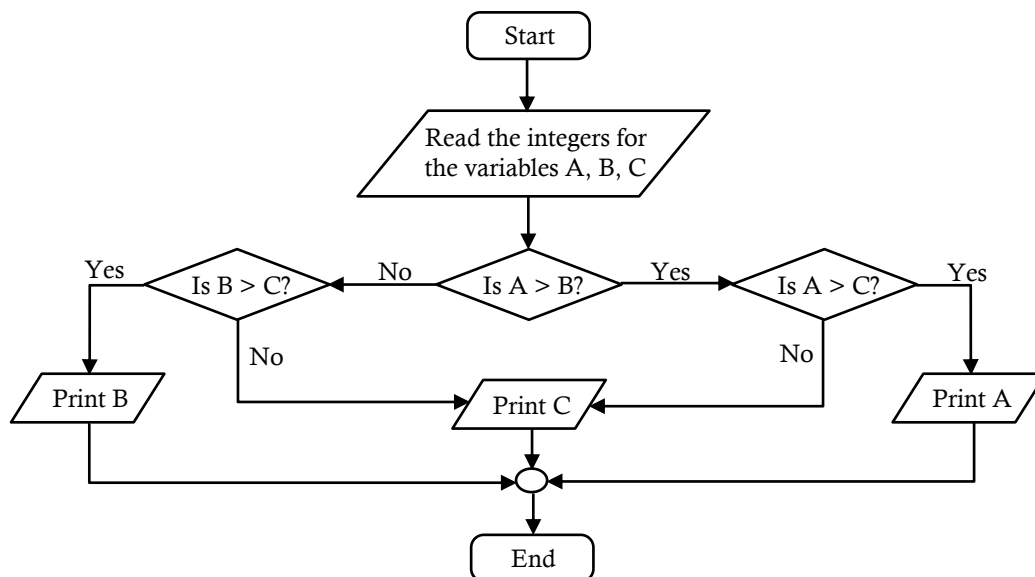 Start
Read the integers for
the variables A, B, C
Yes
Is B > C?
No
Is A > B?
Yes
Is A > C?
Yes
No
No
Print B
Print C
Print A
End